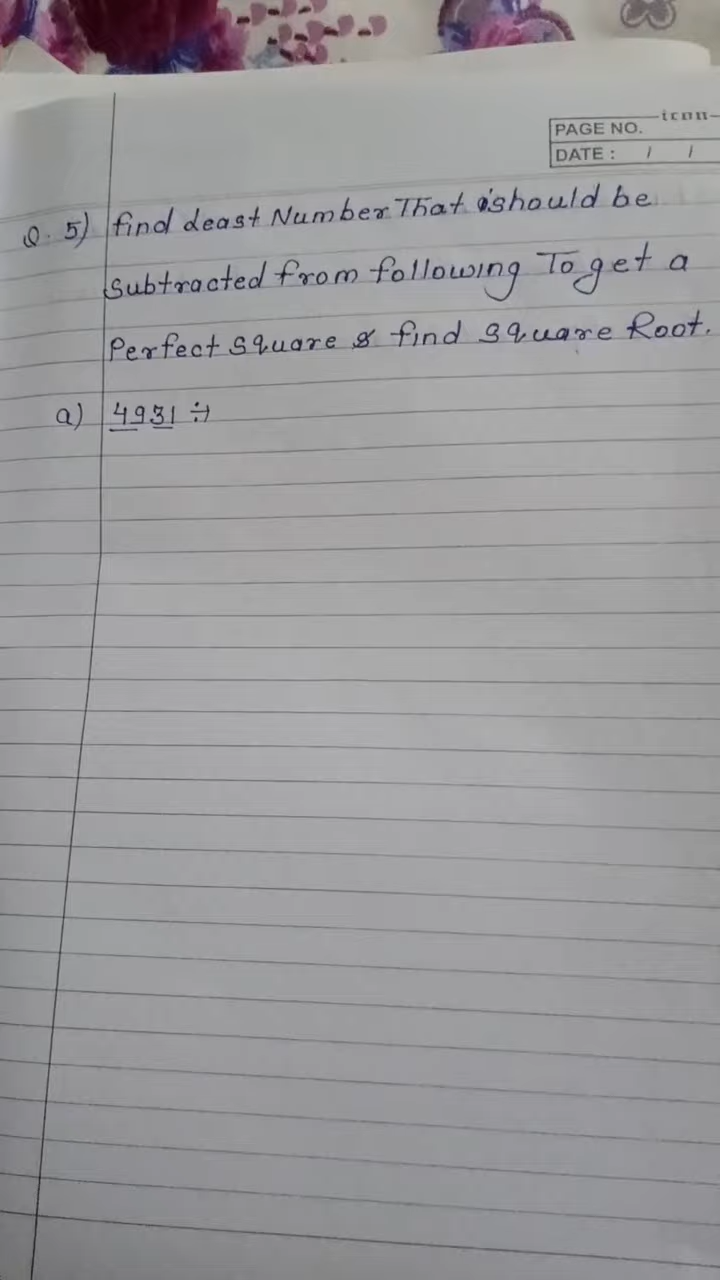 icon
PAGE NO.
DATE : / /
Q. 5) find least Number That should be
Subtracted from following To get a
Perfect Square & find Square Root.
a) 4931 ÷